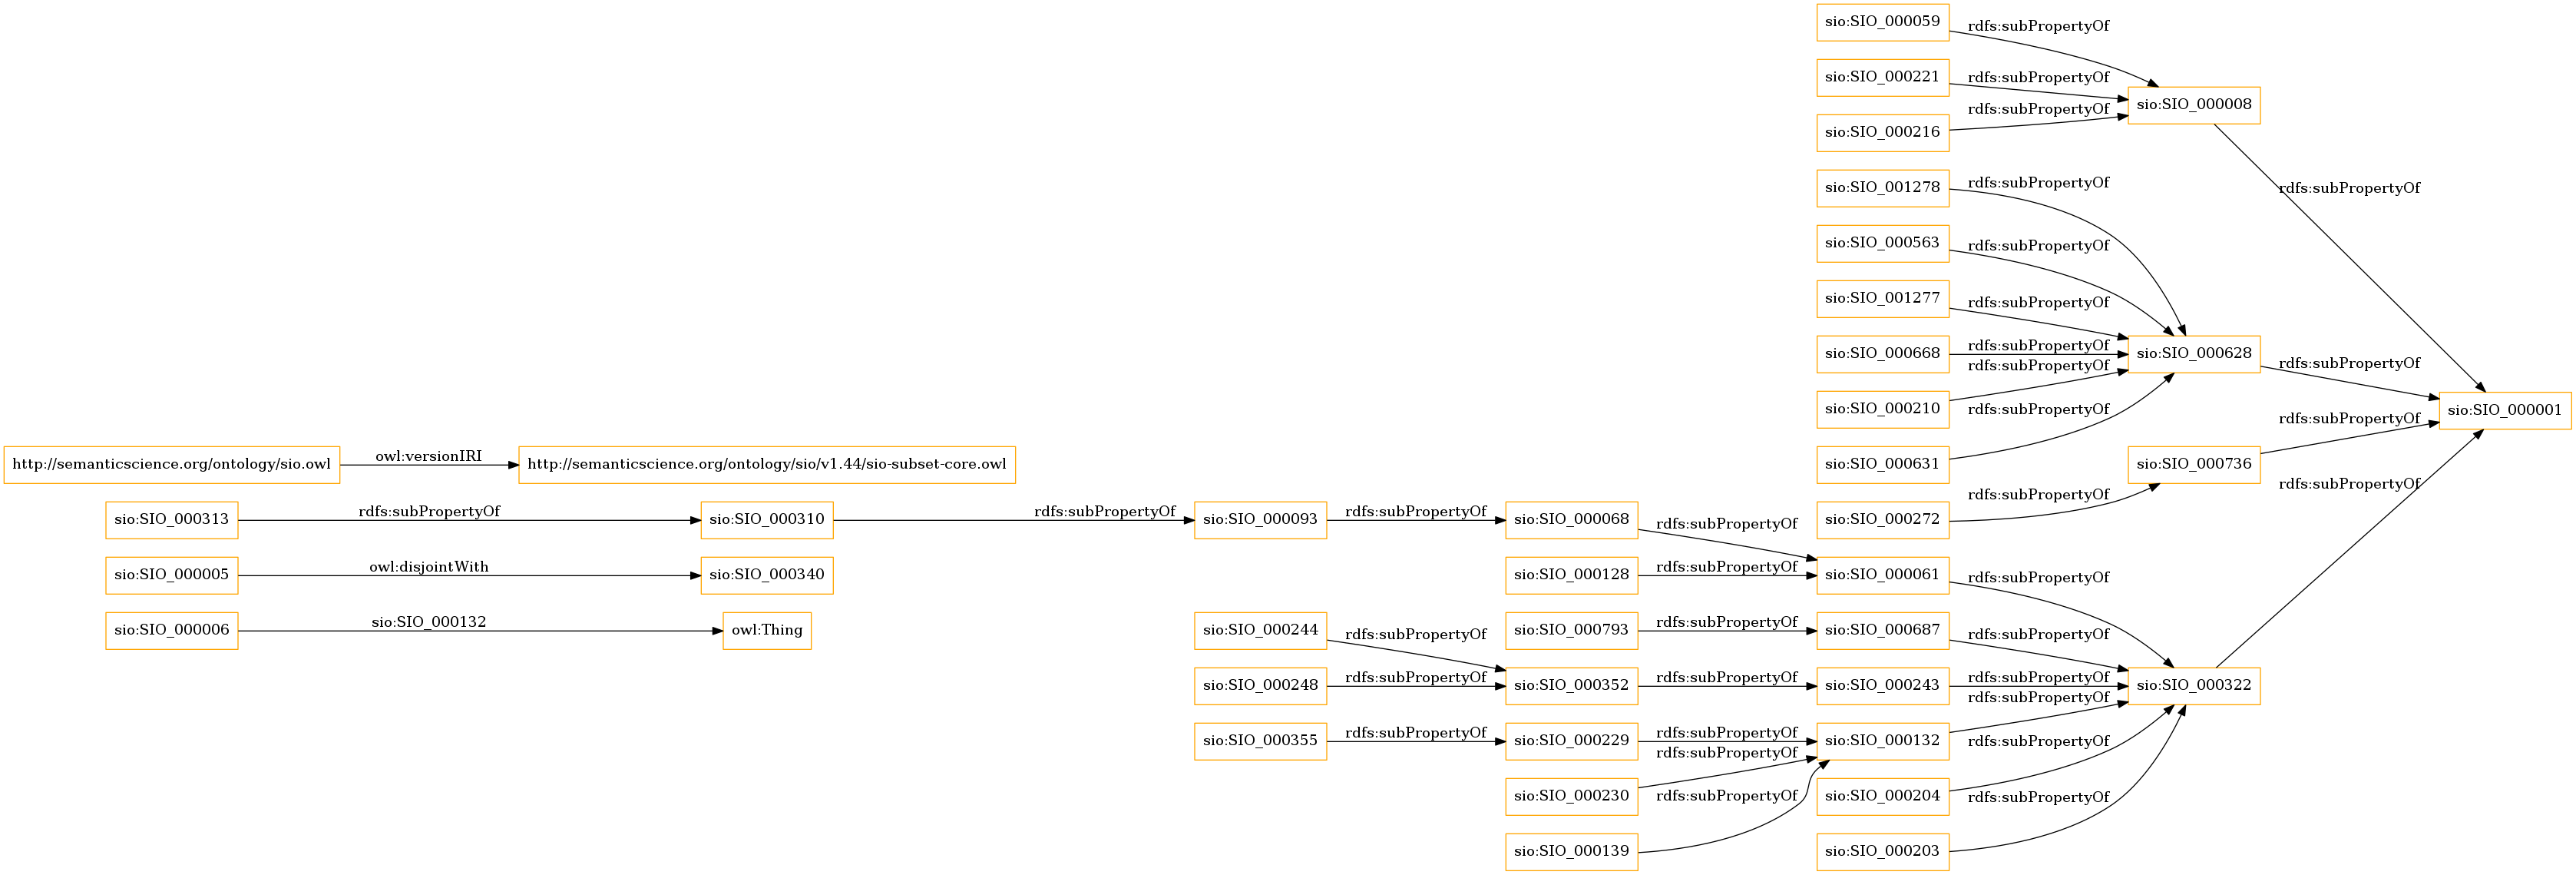 sio:SIO_000059
rdfs:subPropertyOf
sio:SIO_000221
rdfs:subPropertyOf
sio:SIO_000008
rdfs:subPropertyOf
sio:SIO_000216
sio:SIO_001278
rdfs:subPropertyOf
rdfs:subPropertyOf
sio:SIO_000563
rdfs:subPropertyOf
sio:SIO_001277
rdfs:subPropertyOf
sio:SIO_000668
rdfs:subPropertyOf
sio:SIO_000628
rdfs:subPropertyOf
rdfs:subPropertyOf
sio:SIO_000210
rdfs:subPropertyOf
sio:SIO_000001
rdfs:subPropertyOf
http://semanticscience.org/ontology/sio.owl
owl:versionIRI
http://semanticscience.org/ontology/sio/v1.44/sio-subset-core.owl
sio:SIO_000631
sio:SIO_000736
rdfs:subPropertyOf
rdfs:subPropertyOf
sio:SIO_000313
rdfs:subPropertyOf
sio:SIO_000310
rdfs:subPropertyOf
sio:SIO_000093
rdfs:subPropertyOf
sio:SIO_000068
rdfs:subPropertyOf
sio:SIO_000272
sio:SIO_000005
owl:disjointWith
sio:SIO_000340
sio:SIO_000128
rdfs:subPropertyOf
sio:SIO_000061
rdfs:subPropertyOf
sio:SIO_000006
sio:SIO_000132
owl:Thing
sio:SIO_000244
rdfs:subPropertyOf
sio:SIO_000793
rdfs:subPropertyOf
sio:SIO_000687
rdfs:subPropertyOf
sio:SIO_000248
rdfs:subPropertyOf
sio:SIO_000352
rdfs:subPropertyOf
sio:SIO_000243
rdfs:subPropertyOf
sio:SIO_000322
rdfs:subPropertyOf
sio:SIO_000355
rdfs:subPropertyOf
sio:SIO_000229
rdfs:subPropertyOf
sio:SIO_000132
rdfs:subPropertyOf
rdfs:subPropertyOf
sio:SIO_000230
rdfs:subPropertyOf
sio:SIO_000204
rdfs:subPropertyOf
sio:SIO_000139
sio:SIO_000203